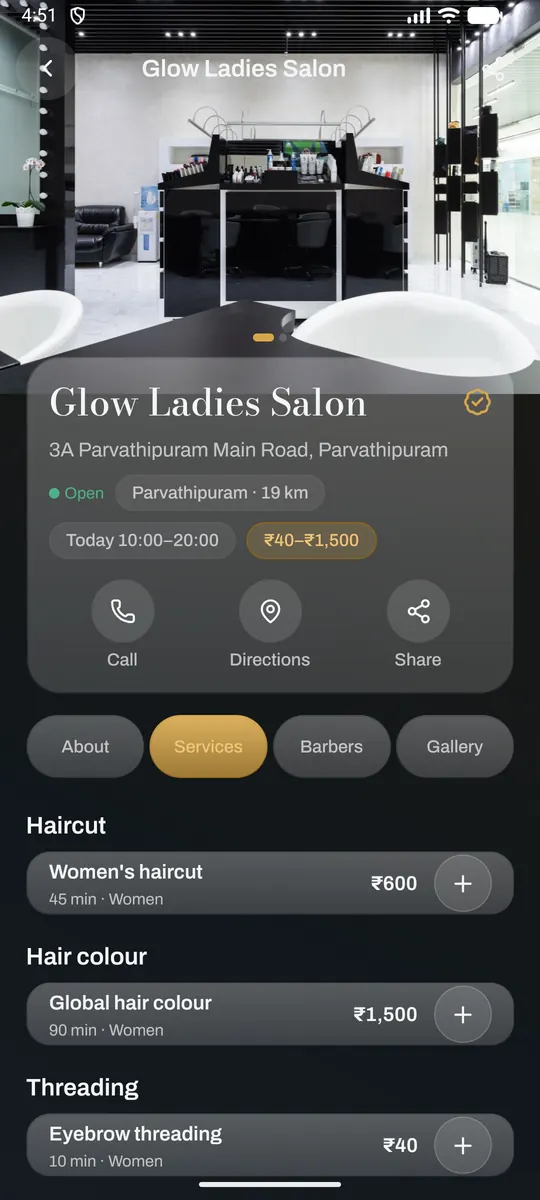 4:51
Glow Ladies Salon
Glow Ladies Salon
3A Parvathipuram Main Road, Parvathipuram
Open
Parvathipuram · 19 km
Today 10:00–20:00
₹40–₹1,500
Call
Directions
Share
About
Services
Barbers
Gallery
Haircut
Women's haircut
₹600
45 min · Women
Hair colour
Global hair colour
₹1,500
90 min · Women
Threading
Eyebrow threading
₹40
10 min · Women